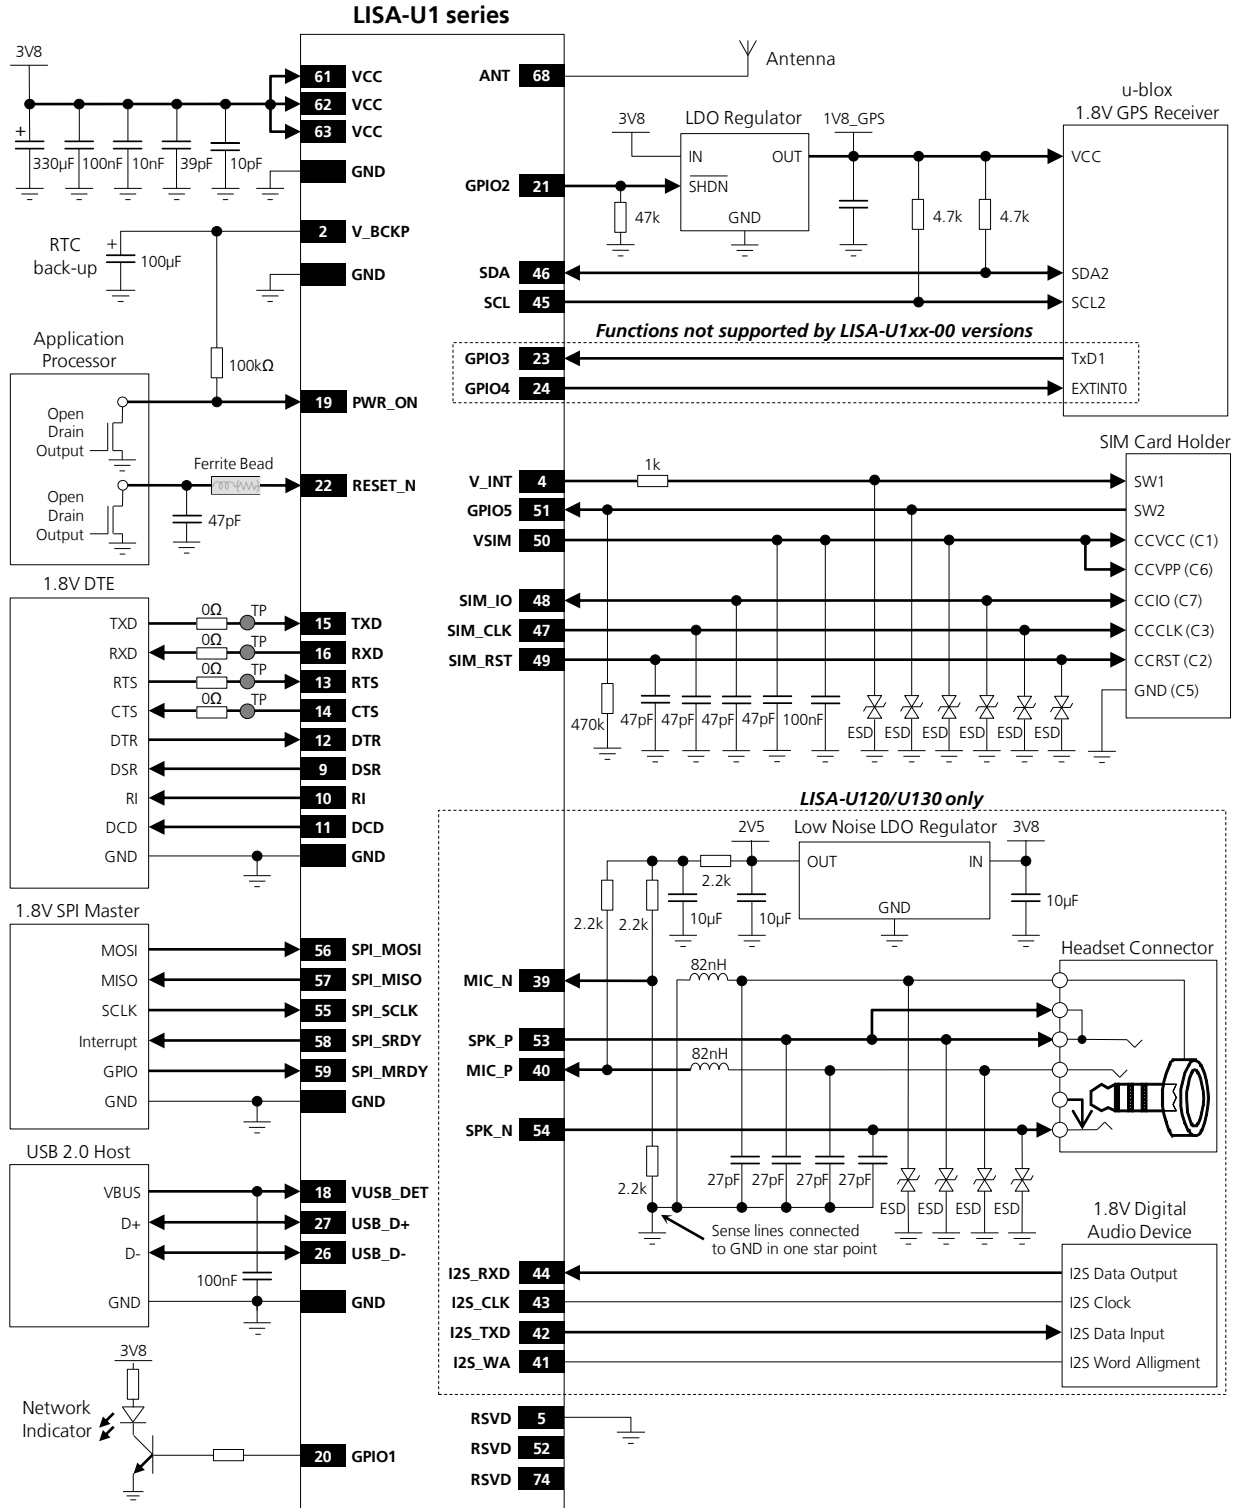 LISA-U1 series
3V8
330µF
100nF
10nF
39pF
10pF
+
61 VCC
62 VCC
63 VCC
GND
RTC
back-up
+
100µF
2 V_BCKP
GND
Application
Processor
100kΩ
Open
Drain
Output
19 PWR_ON
Ferrite Bead
Open
Drain
Output
47pF
22 RESET_N
1.8V DTE
TXD 0Ω TP 15 TXD
RXD 0Ω TP 16 RXD
RTS 0Ω TP 13 RTS
CTS 0Ω TP 14 CTS
DTR 12 DTR
DSR 9 DSR
RI 10 RI
DCD 11 DCD
GND GND
1.8V SPI Master
MOSI 56 SPI_MOSI
MISO 57 SPI_MISO
SCLK 55 SPI_SCLK
Interrupt 58 SPI_SRDY
GPIO 59 SPI_MRDY
GND GND
USB 2.0 Host
VBUS 18 VUSB_DET
D+ 27 USB_D+
D- 26 USB_D-
100nF
GND GND
3V8
Network
Indicator
20 GPIO1
ANT 68
Antenna
u-blox
1.8V GPS Receiver
3V8
LDO Regulator
1V8_GPS
IN OUT
VCC
GPIO2 21
SHDN
47k
GND
4.7k
4.7k
SDA 46 SDA2
SCL 45 SCL2
Functions not supported by LISA-U1xx-00 versions
GPIO3 23 TxD1
GPIO4 24 EXTINT0
SIM Card Holder
1k
V_INT 4 SW1
GPIO5 51 SW2
VSIM 50 CCVCC (C1)
CCVPP (C6)
SIM_IO 48 CCIO (C7)
SIM_CLK 47 CCCLK (C3)
SIM_RST 49 CCRST (C2)
GND (C5)
470k
47pF
47pF
47pF
47pF
100nF
ESD
ESD
ESD
ESD
ESD
ESD
LISA-U120/U130 only
2V5
Low Noise LDO Regulator
3V8
OUT IN
GND
2.2k
2.2k
2.2k
10µF
10µF
10µF
Headset Connector
82nH
MIC_N 39
SPK_P 53
82nH
MIC_P 40
SPK_N 54
2.2k
27pF
27pF
27pF
27pF
ESD
ESD
ESD
ESD
Sense lines connected
to GND in one star point
1.8V Digital
Audio Device
I2S_RXD 44 I2S Data Output
I2S_CLK 43 I2S Clock
I2S_TXD 42 I2S Data Input
I2S_WA 41 I2S Word Alligment
RSVD 5
RSVD 52
RSVD 74